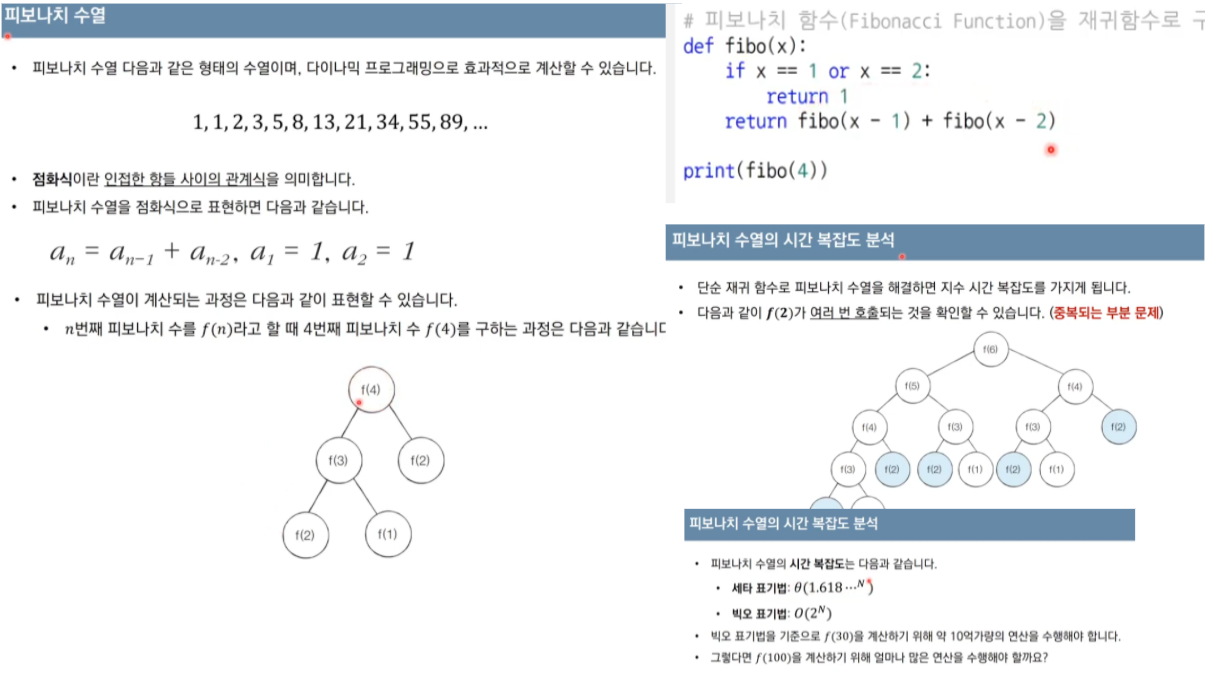 피보나치 수열
• 피보나치 수열 다음과 같은 형태의 수열이며, 다이나믹 프로그래밍으로 효과적으로 계산할 수 있습니다.
1, 1, 2, 3, 5, 8, 13, 21, 34, 55, 89, ...
• 점화식이란 인접한 항들 사이의 관계식을 의미합니다.
• 피보나치 수열을 점화식으로 표현하면 다음과 같습니다.
aₙ = aₙ₋₁ + aₙ₋₂, a₁ = 1, a₂ = 1
• 피보나치 수열이 계산되는 과정은 다음과 같이 표현할 수 있습니다.
• n번째 피보나치 수를 f(n)라고 할 때 4번째 피보나치 수 f(4)를 구하는 과정은 다음과 같습니
f(4)
f(3) f(2)
f(2) f(1)
# 피보나치 함수(Fibonacci Function)을 재귀함수로
def fibo(x):
    if x == 1 or x == 2:
        return 1
    return fibo(x - 1) + fibo(x - 2)
print(fibo(4))
피보나치 수열의 시간 복잡도 분석
• 단순 재귀 함수로 피보나치 수열을 해결하면 지수 시간 복잡도를 가지게 됩니다.
• 다음과 같이 f(2)가 여러 번 호출되는 것을 확인할 수 있습니다. (중복되는 부분 문제)
f(6)
f(5) f(4)
f(4) f(3) f(3) f(2)
f(3) f(2) f(2) f(1) f(2) f(1)
피보나치 수열의 시간 복잡도 분석
• 피보나치 수열의 시간 복잡도는 다음과 같습니다.
• 세타 표기법: θ(1.618 ⋯ᴺ)
• 빅오 표기법: O(2ᴺ)
• 빅오 표기법을 기준으로 f(30)을 계산하기 위해 약 10억가량의 연산을 수행해야 합니다.
• 그렇다면 f(100)을 계산하기 위해 얼마나 많은 연산을 수행해야 할까요?